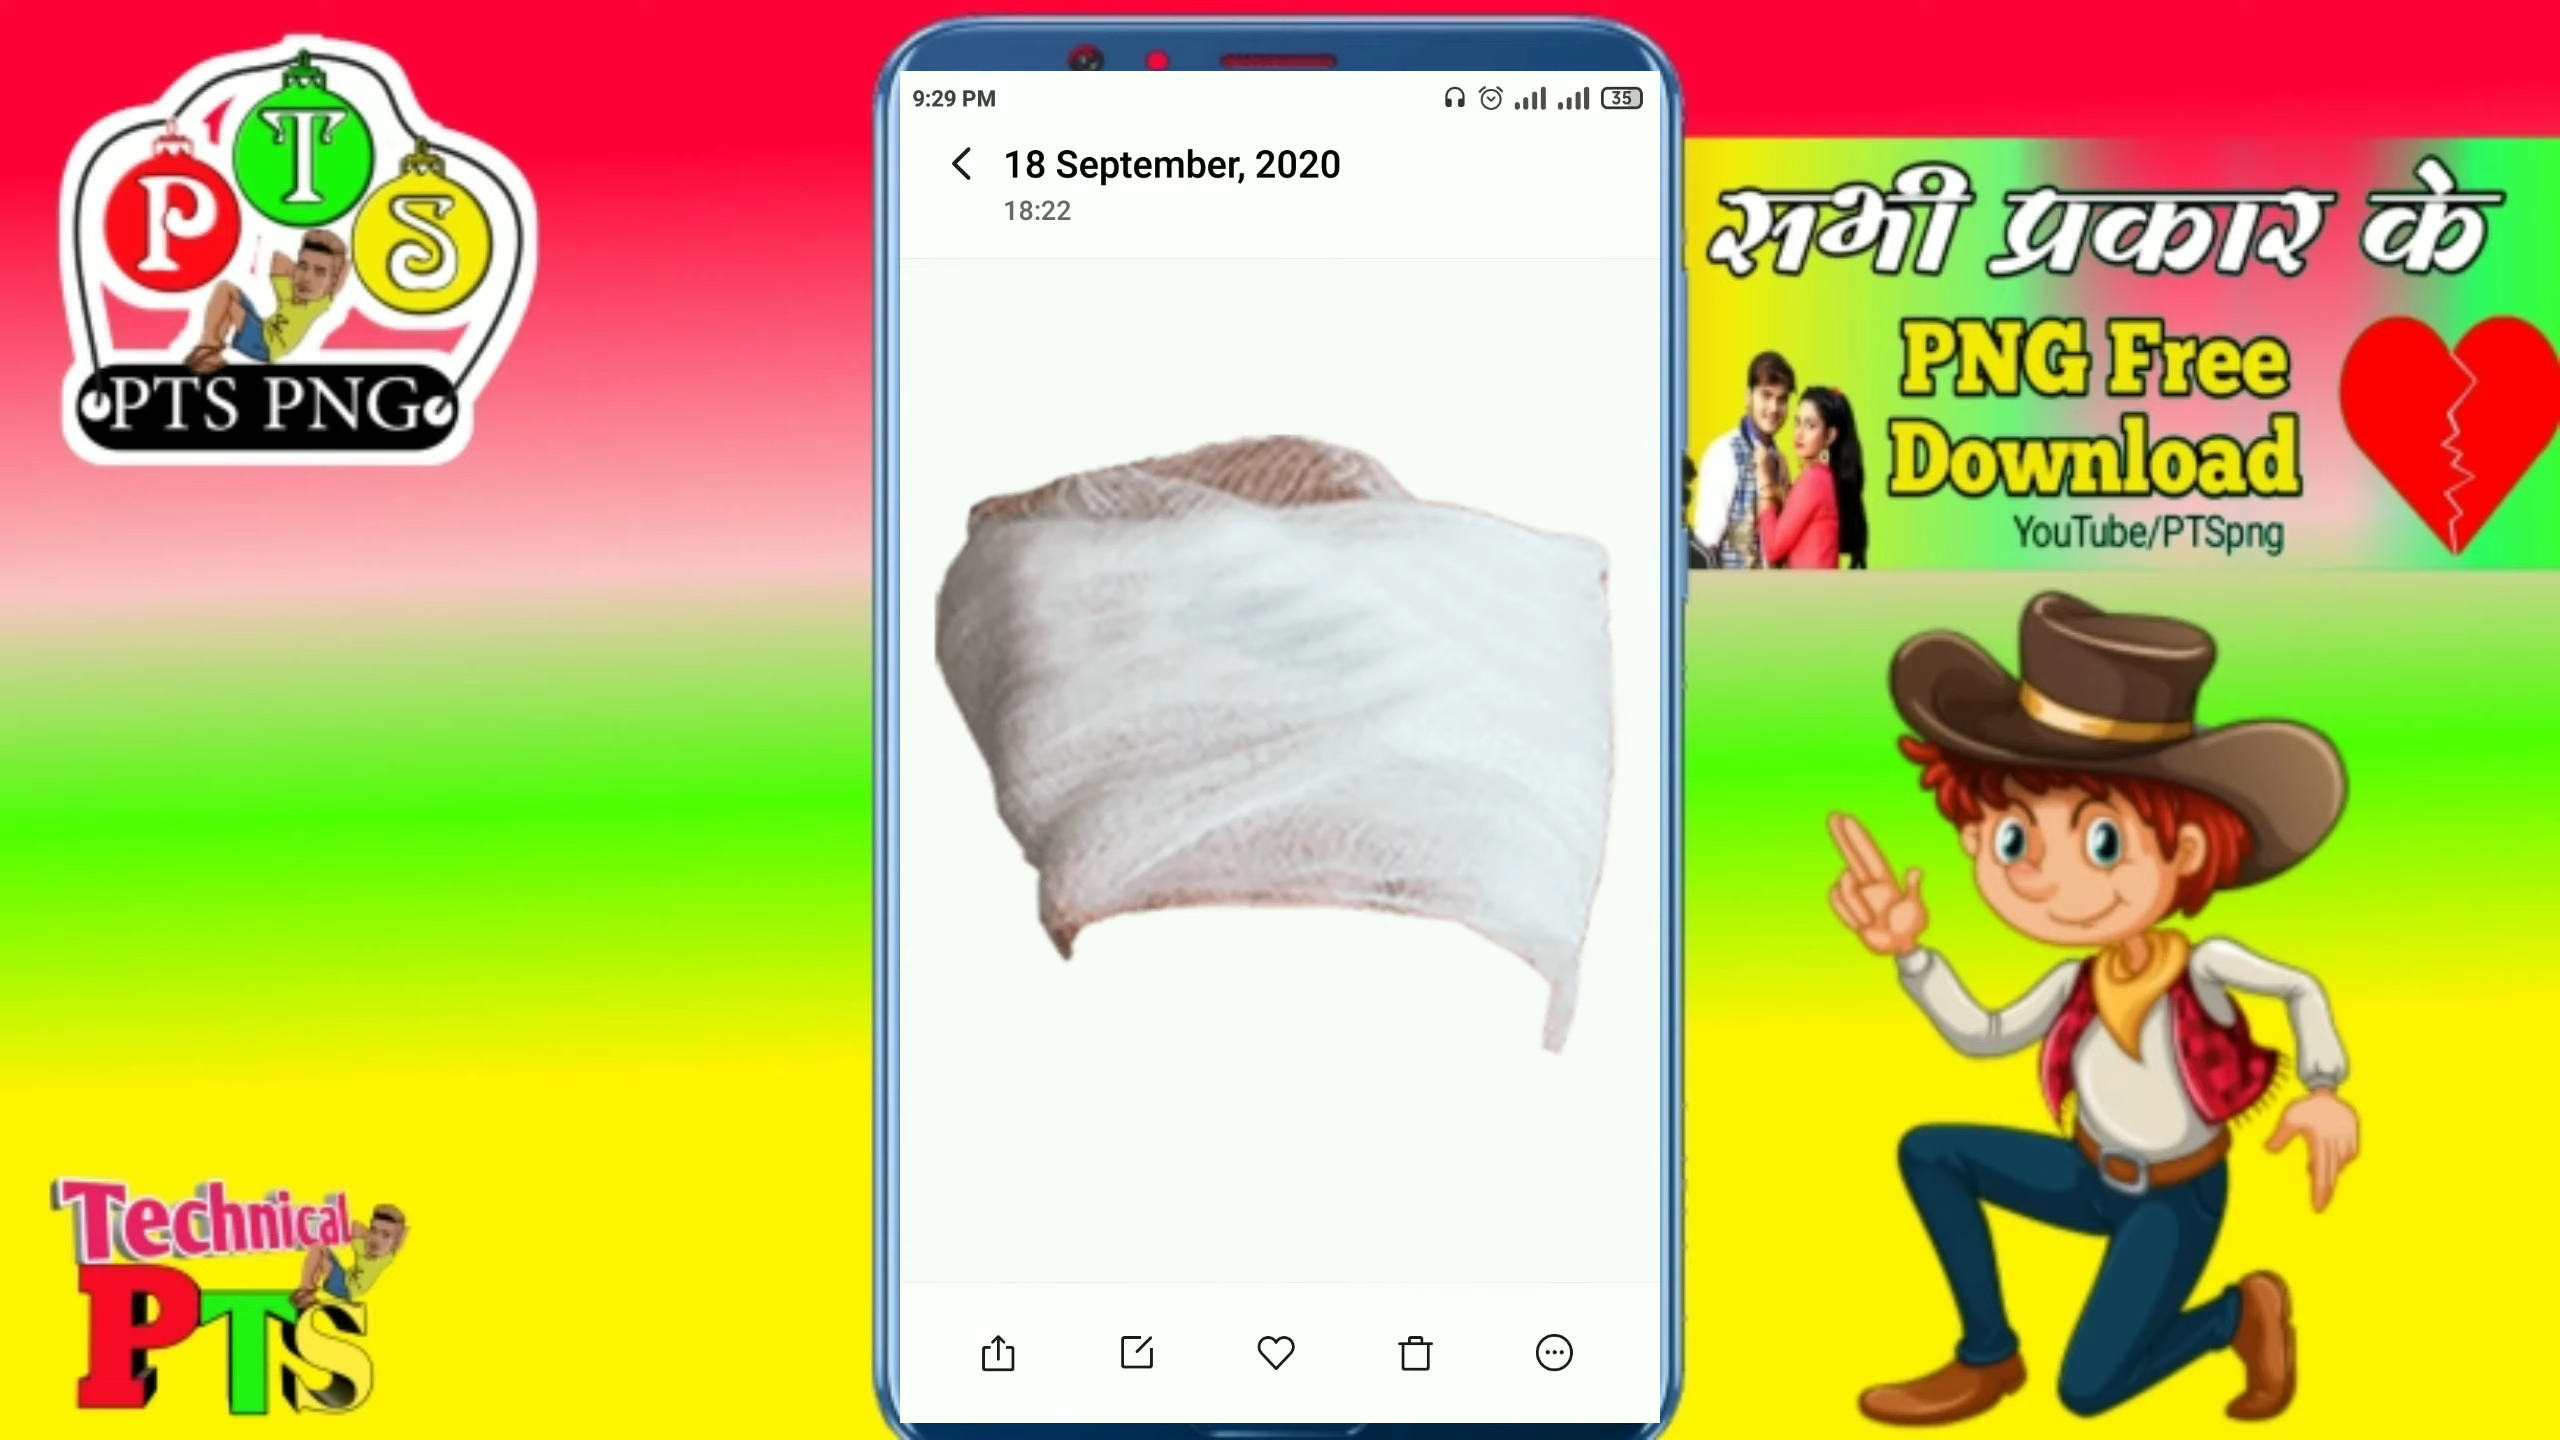 P T S
PTS PNG
9:29 PM
35
18 September, 2020
18:22
सभी प्रकार के
PNG Free
Download
YouTube/PTSpng
Technical
PTS